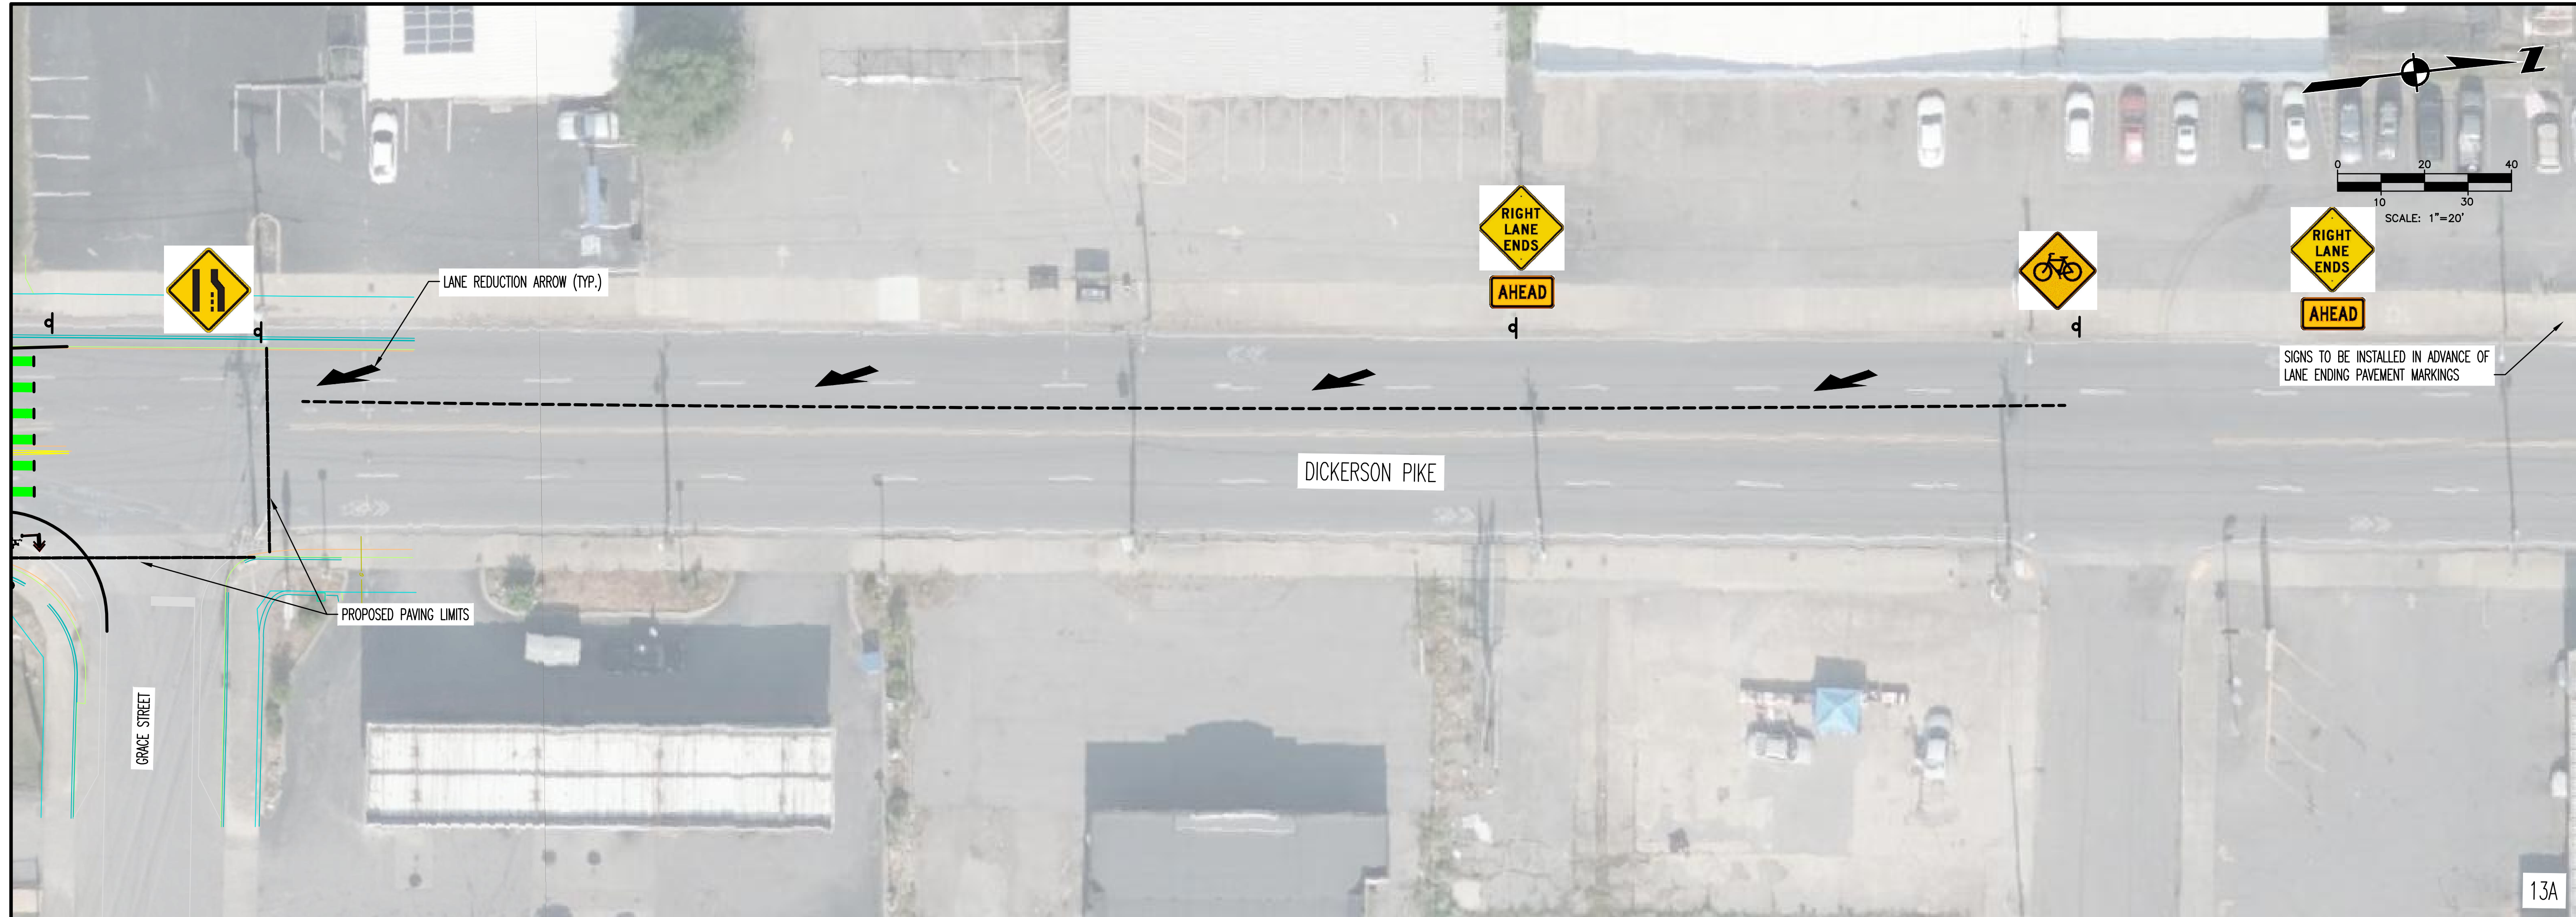 Z
0 20 40
10 30
SCALE: 1"=20'
RIGHT
LANE
ENDS
AHEAD
RIGHT
LANE
ENDS
AHEAD
LANE REDUCTION ARROW (TYP.)
SIGNS TO BE INSTALLED IN ADVANCE OF
LANE ENDING PAVEMENT MARKINGS
DICKERSON PIKE
PROPOSED PAVING LIMITS
GRACE STREET
13A